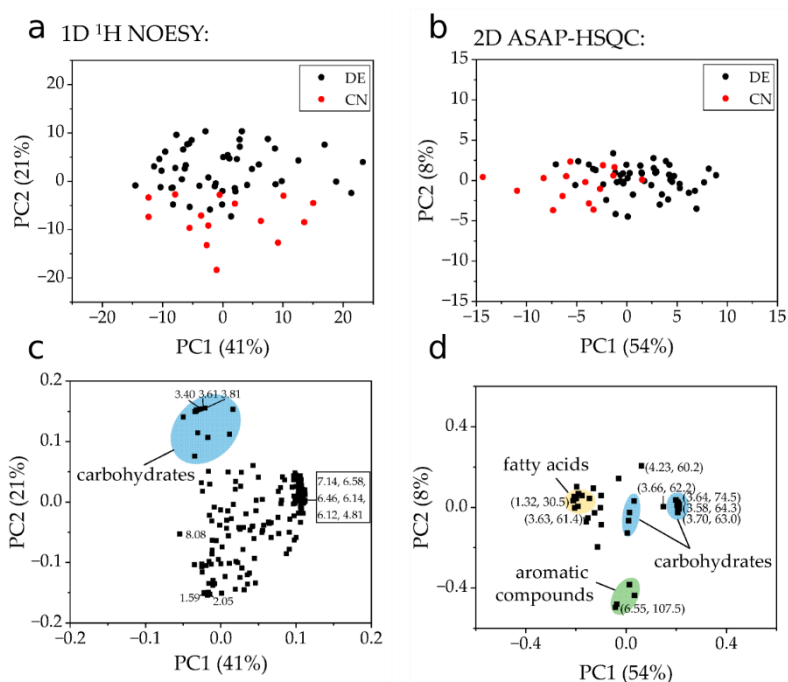 a 1D ¹H NOESY:
DE
CN
20
10
0
−10
−20
PC2 (21%)
−20 −10 0 10 20
PC1 (41%)
b 2D ASAP-HSQC:
DE
CN
15
10
5
0
−5
−10
−15
PC2 (8%)
−15 −10 −5 0 5 10 15
PC1 (54%)
c
0.2
0.1
0.0
−0.1
−0.2
PC2 (21%)
3.40 3.61 3.81
carbohydrates
7.14, 6.58,
6.46, 6.14,
6.12, 4.81
8.08
1.59 2.05
−0.2 −0.1 0.0 0.1 0.2
PC1 (41%)
d
0.4
0.0
−0.4
PC2 (8%)
fatty acids
(4.23, 60.2)
(3.66, 62.2)
(1.32, 30.5)
(3.64, 74.5)
(3.58, 64.3)
(3.63, 61.4)
(3.70, 63.0)
carbohydrates
aromatic
compounds
(6.55, 107.5)
−0.6 0.0 0.6
PC1 (54%)